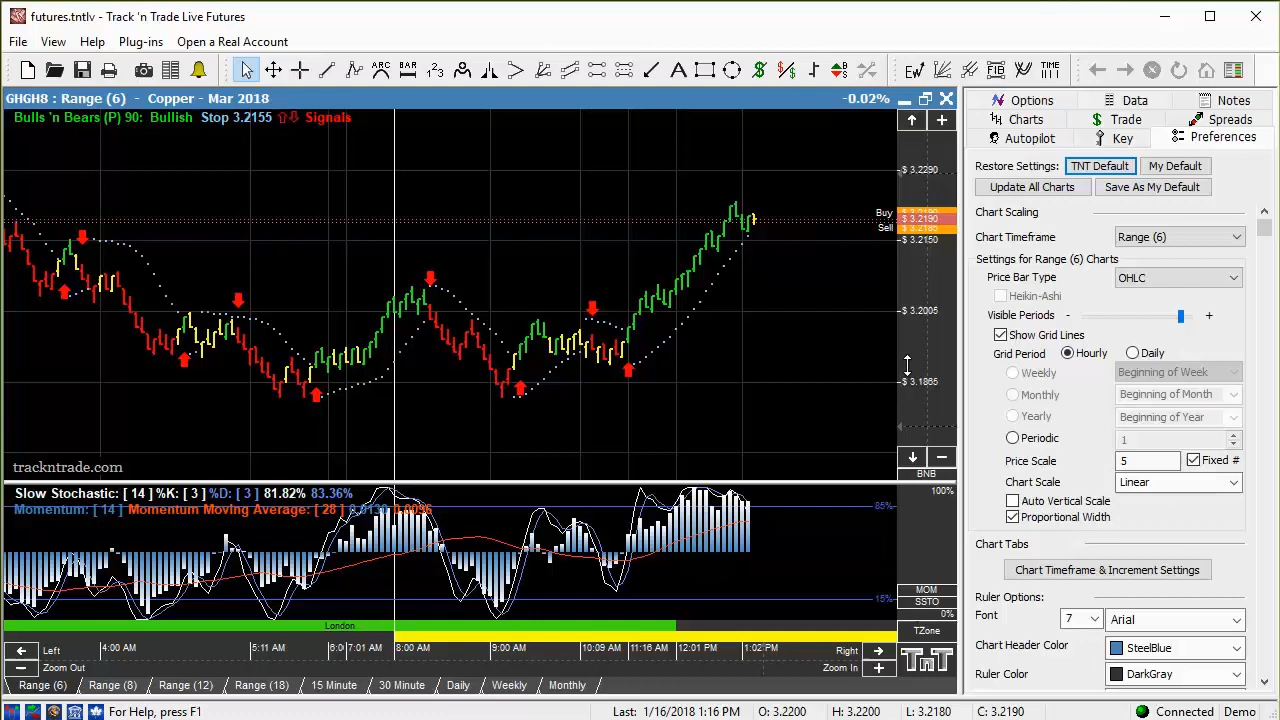 futures.tntlv - Track 'n Trade Live Futures
File View Help Plug-ins Open a Real Account
GHGH8 : Range (6) - Copper - Mar 2018 -0.02%
Bulls 'n Bears (P) 90: Bullish Stop 3.2155 Signals
$ 3.2290
Buy
$ 3.2190
Sell $ 3.2185
$ 3.2150
$ 3.2005
$ 3.1865
trackntrade.com
BNB
Slow Stochastic: [ 14 ] %K: [ 3 ] %D: [ 3 ] 81.82% 83.36%
Momentum: [ 14 ] Momentum Moving Average: [ 28 ]
100%
85%
MOM
15%
SSTO
0%
London
TZone
Left 4:00 AM 5:11 AM 7:01 AM 8:00 AM 9:00 AM 10:09 AM 11:16 AM 12:01 PM 1:02 PM Right
Zoom Out Zoom In
TnT
Range (6) Range (8) Range (12) Range (18) 15 Minute 30 Minute Daily Weekly Monthly
Options Data Notes
Charts Trade Spreads
Autopilot Key Preferences
Restore Settings: TNT Default My Default
Update All Charts Save As My Default
Chart Scaling
Chart Timeframe Range (6)
Settings for Range (6) Charts
Price Bar Type OHLC
Heikin-Ashi
Visible Periods - +
Show Grid Lines
Grid Period Hourly Daily
Weekly Beginning of Week
Monthly Beginning of Month
Yearly Beginning of Year
Periodic 1
Price Scale 5 Fixed #
Chart Scale Linear
Auto Vertical Scale
Proportional Width
Chart Tabs
Chart Timeframe & Increment Settings
Ruler Options:
Font 7 Arial
Chart Header Color SteelBlue
Ruler Color DarkGray
For Help, press F1 Last: 1/16/2018 1:16 PM O: 3.2200 H: 3.2200 L: 3.2180 C: 3.2190 Connected Demo